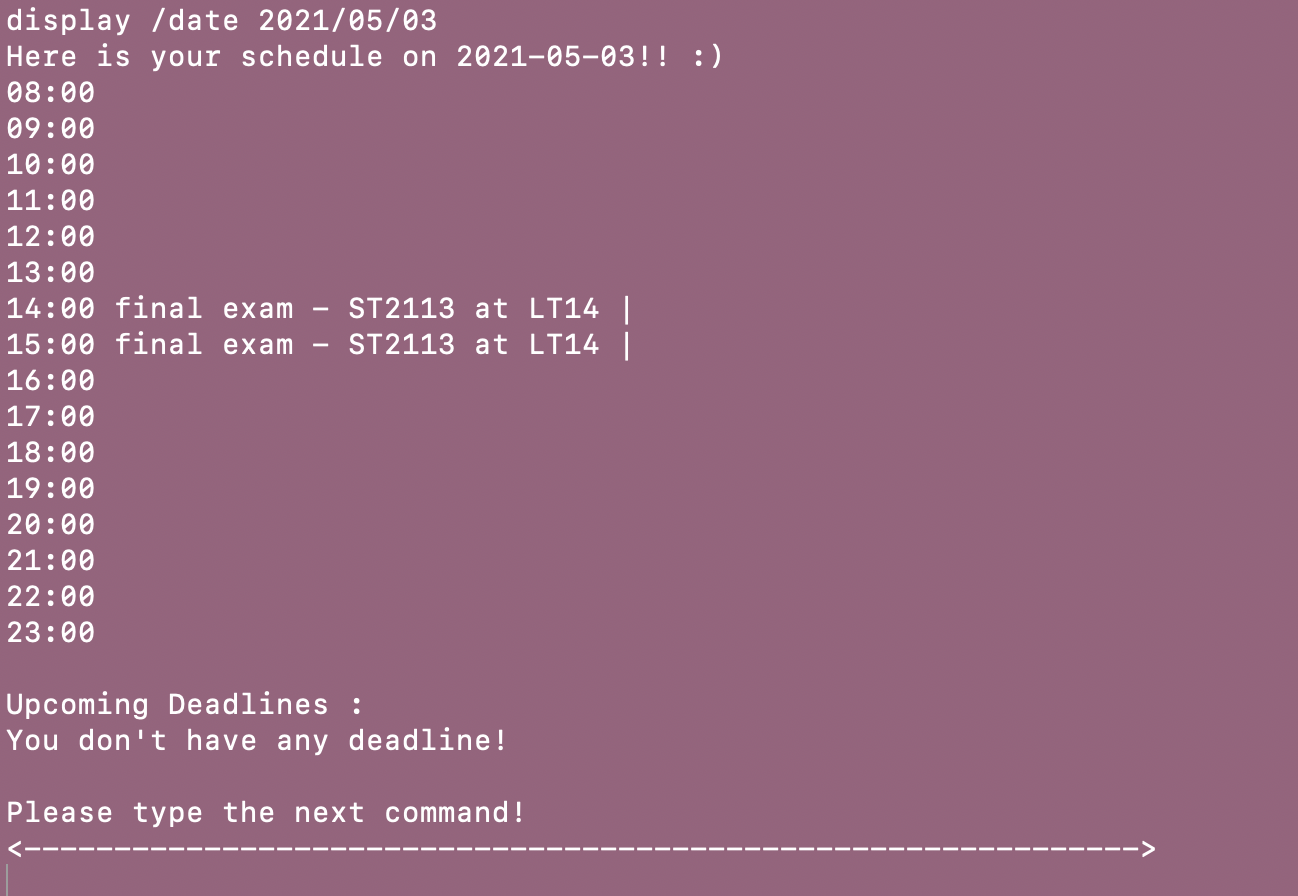 display /date 2021/05/03
Here is your schedule on 2021-05-03!! :)
08:00
09:00
10:00
11:00
12:00
13:00
14:00 final exam - ST2113 at LT14 |
15:00 final exam - ST2113 at LT14 |
16:00
17:00
18:00
19:00
20:00
21:00
22:00
23:00
Upcoming Deadlines :
You don't have any deadline!
Please type the next command!
<-------------------------------------------------------------->